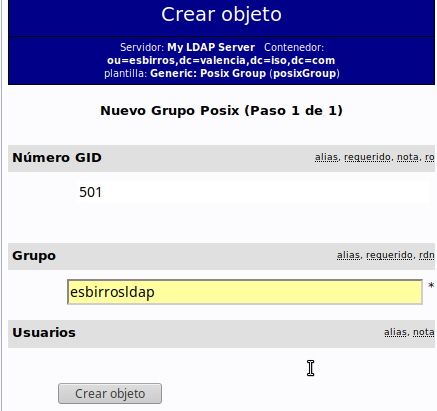 Crear objeto
Servidor: My LDAP Server Contenedor:
ou=esbirros,dc=valencia,dc=iso,dc=com
plantilla: Generic: Posix Group (posixGroup)
Nuevo Grupo Posix (Paso 1 de 1)
Número GID alias, requerido, nota, ro
501
Grupo alias, requerido, rdn
esbirrosldap *
Usuarios alias, nota
Crear objeto